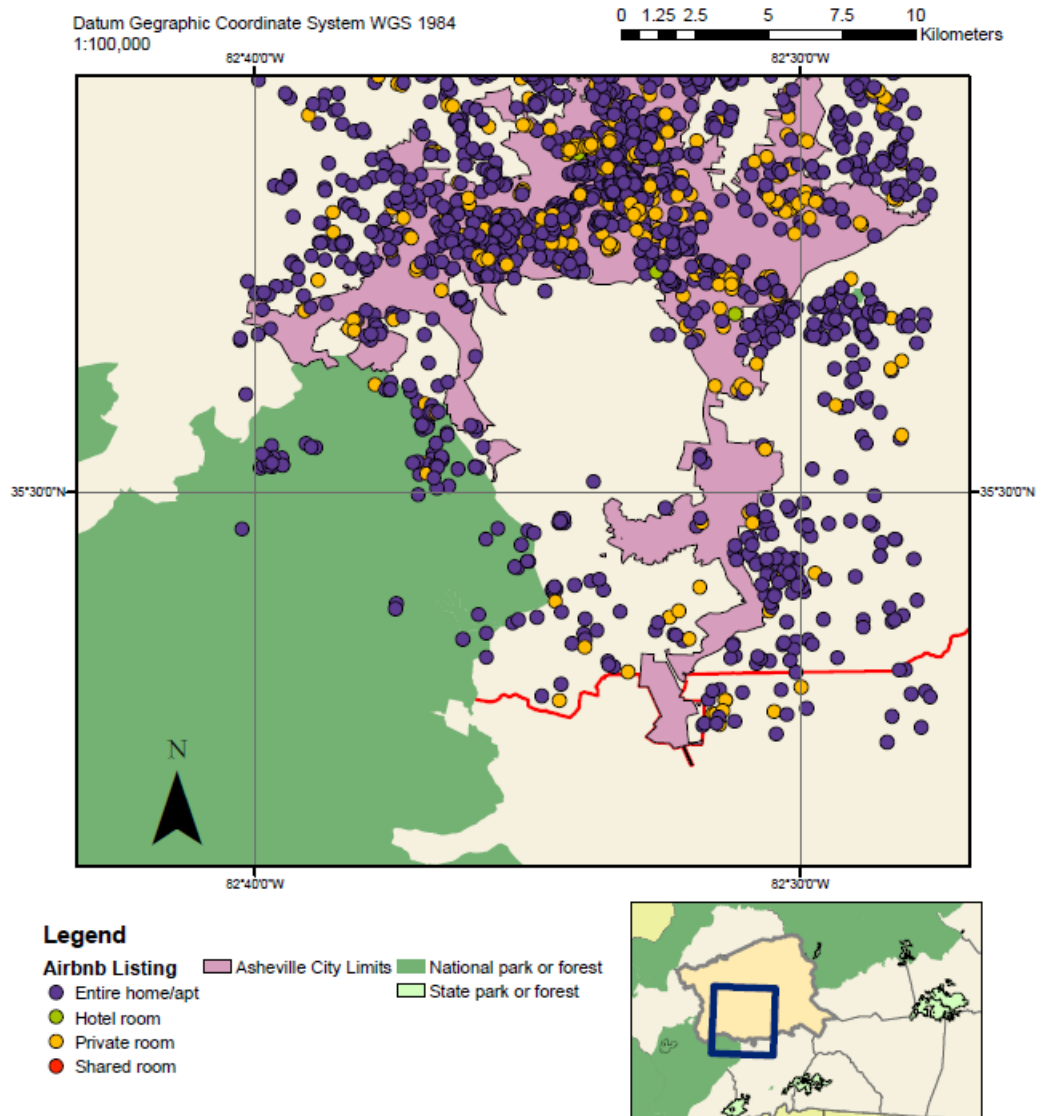 Datum Gegraphic Coordinate System WGS 1984
1:100,000
0 1.25 2.5 5 7.5 10
Kilometers
82°40'0"W 82°30'0"W
35°30'0"N 35°30'0"N
N
82°40'0"W 82°30'0"W
Legend
Airbnb Listing
Entire home/apt
Hotel room
Private room
Shared room
Asheville City Limits
National park or forest
State park or forest